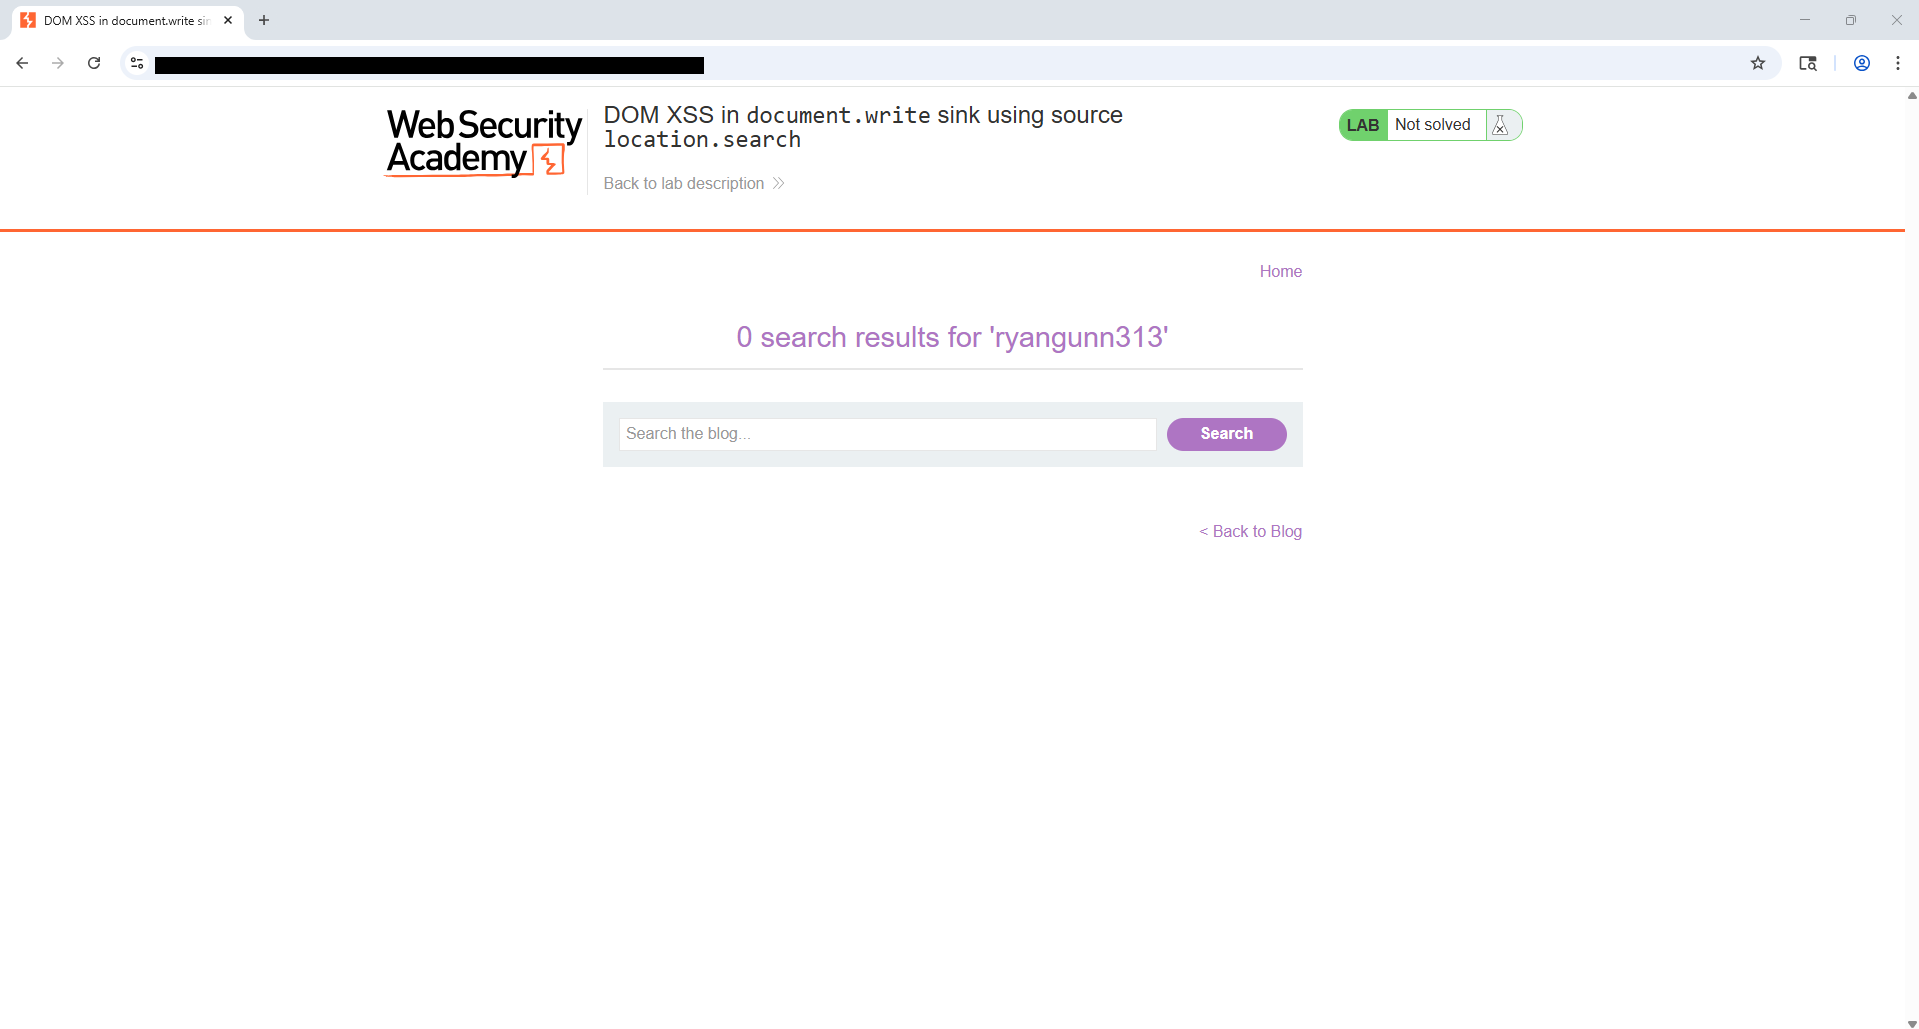 DOM XSS in document.write sin
Web Security
Academy
DOM XSS in document.write sink using source
location.search
Back to lab description
LAB Not solved
Home
0 search results for 'ryangunn313'
Search the blog... Search
< Back to Blog